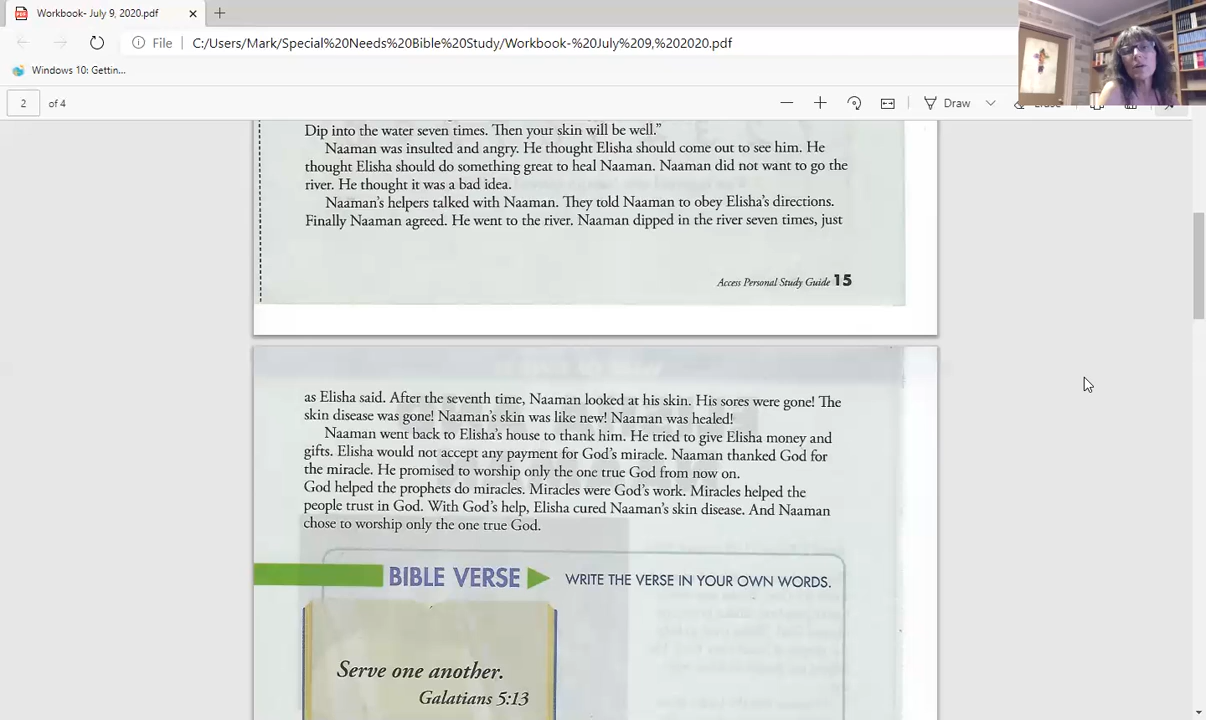 Workbook- July 9, 2020.pdf
File C:/Users/Mark/Special%20Needs%20Bible%20Study/Workbook-%20July%209,%202020.pdf
Windows 10: Gettin...
2 of 4
Draw
Dip into the water seven times. Then your skin will be well.”
Naaman was insulted and angry. He thought Elisha should come out to see him. He
thought Elisha should do something great to heal Naaman. Naaman did not want to go the
river. He thought it was a bad idea.
Naaman’s helpers talked with Naaman. They told Naaman to obey Elisha’s directions.
Finally Naaman agreed. He went to the river. Naaman dipped in the river seven times, just
Access Personal Study Guide 15
as Elisha said. After the seventh time, Naaman looked at his skin. His sores were gone! The
skin disease was gone! Naaman’s skin was like new! Naaman was healed!
Naaman went back to Elisha’s house to thank him. He tried to give Elisha money and
gifts. Elisha would not accept any payment for God’s miracle. Naaman thanked God for
the miracle. He promised to worship only the one true God from now on.
God helped the prophets do miracles. Miracles were God’s work. Miracles helped the
people trust in God. With God’s help, Elisha cured Naaman’s skin disease. And Naaman
chose to worship only the one true God.
BIBLE VERSE WRITE THE VERSE IN YOUR OWN WORDS.
Serve one another.
Galatians 5:13